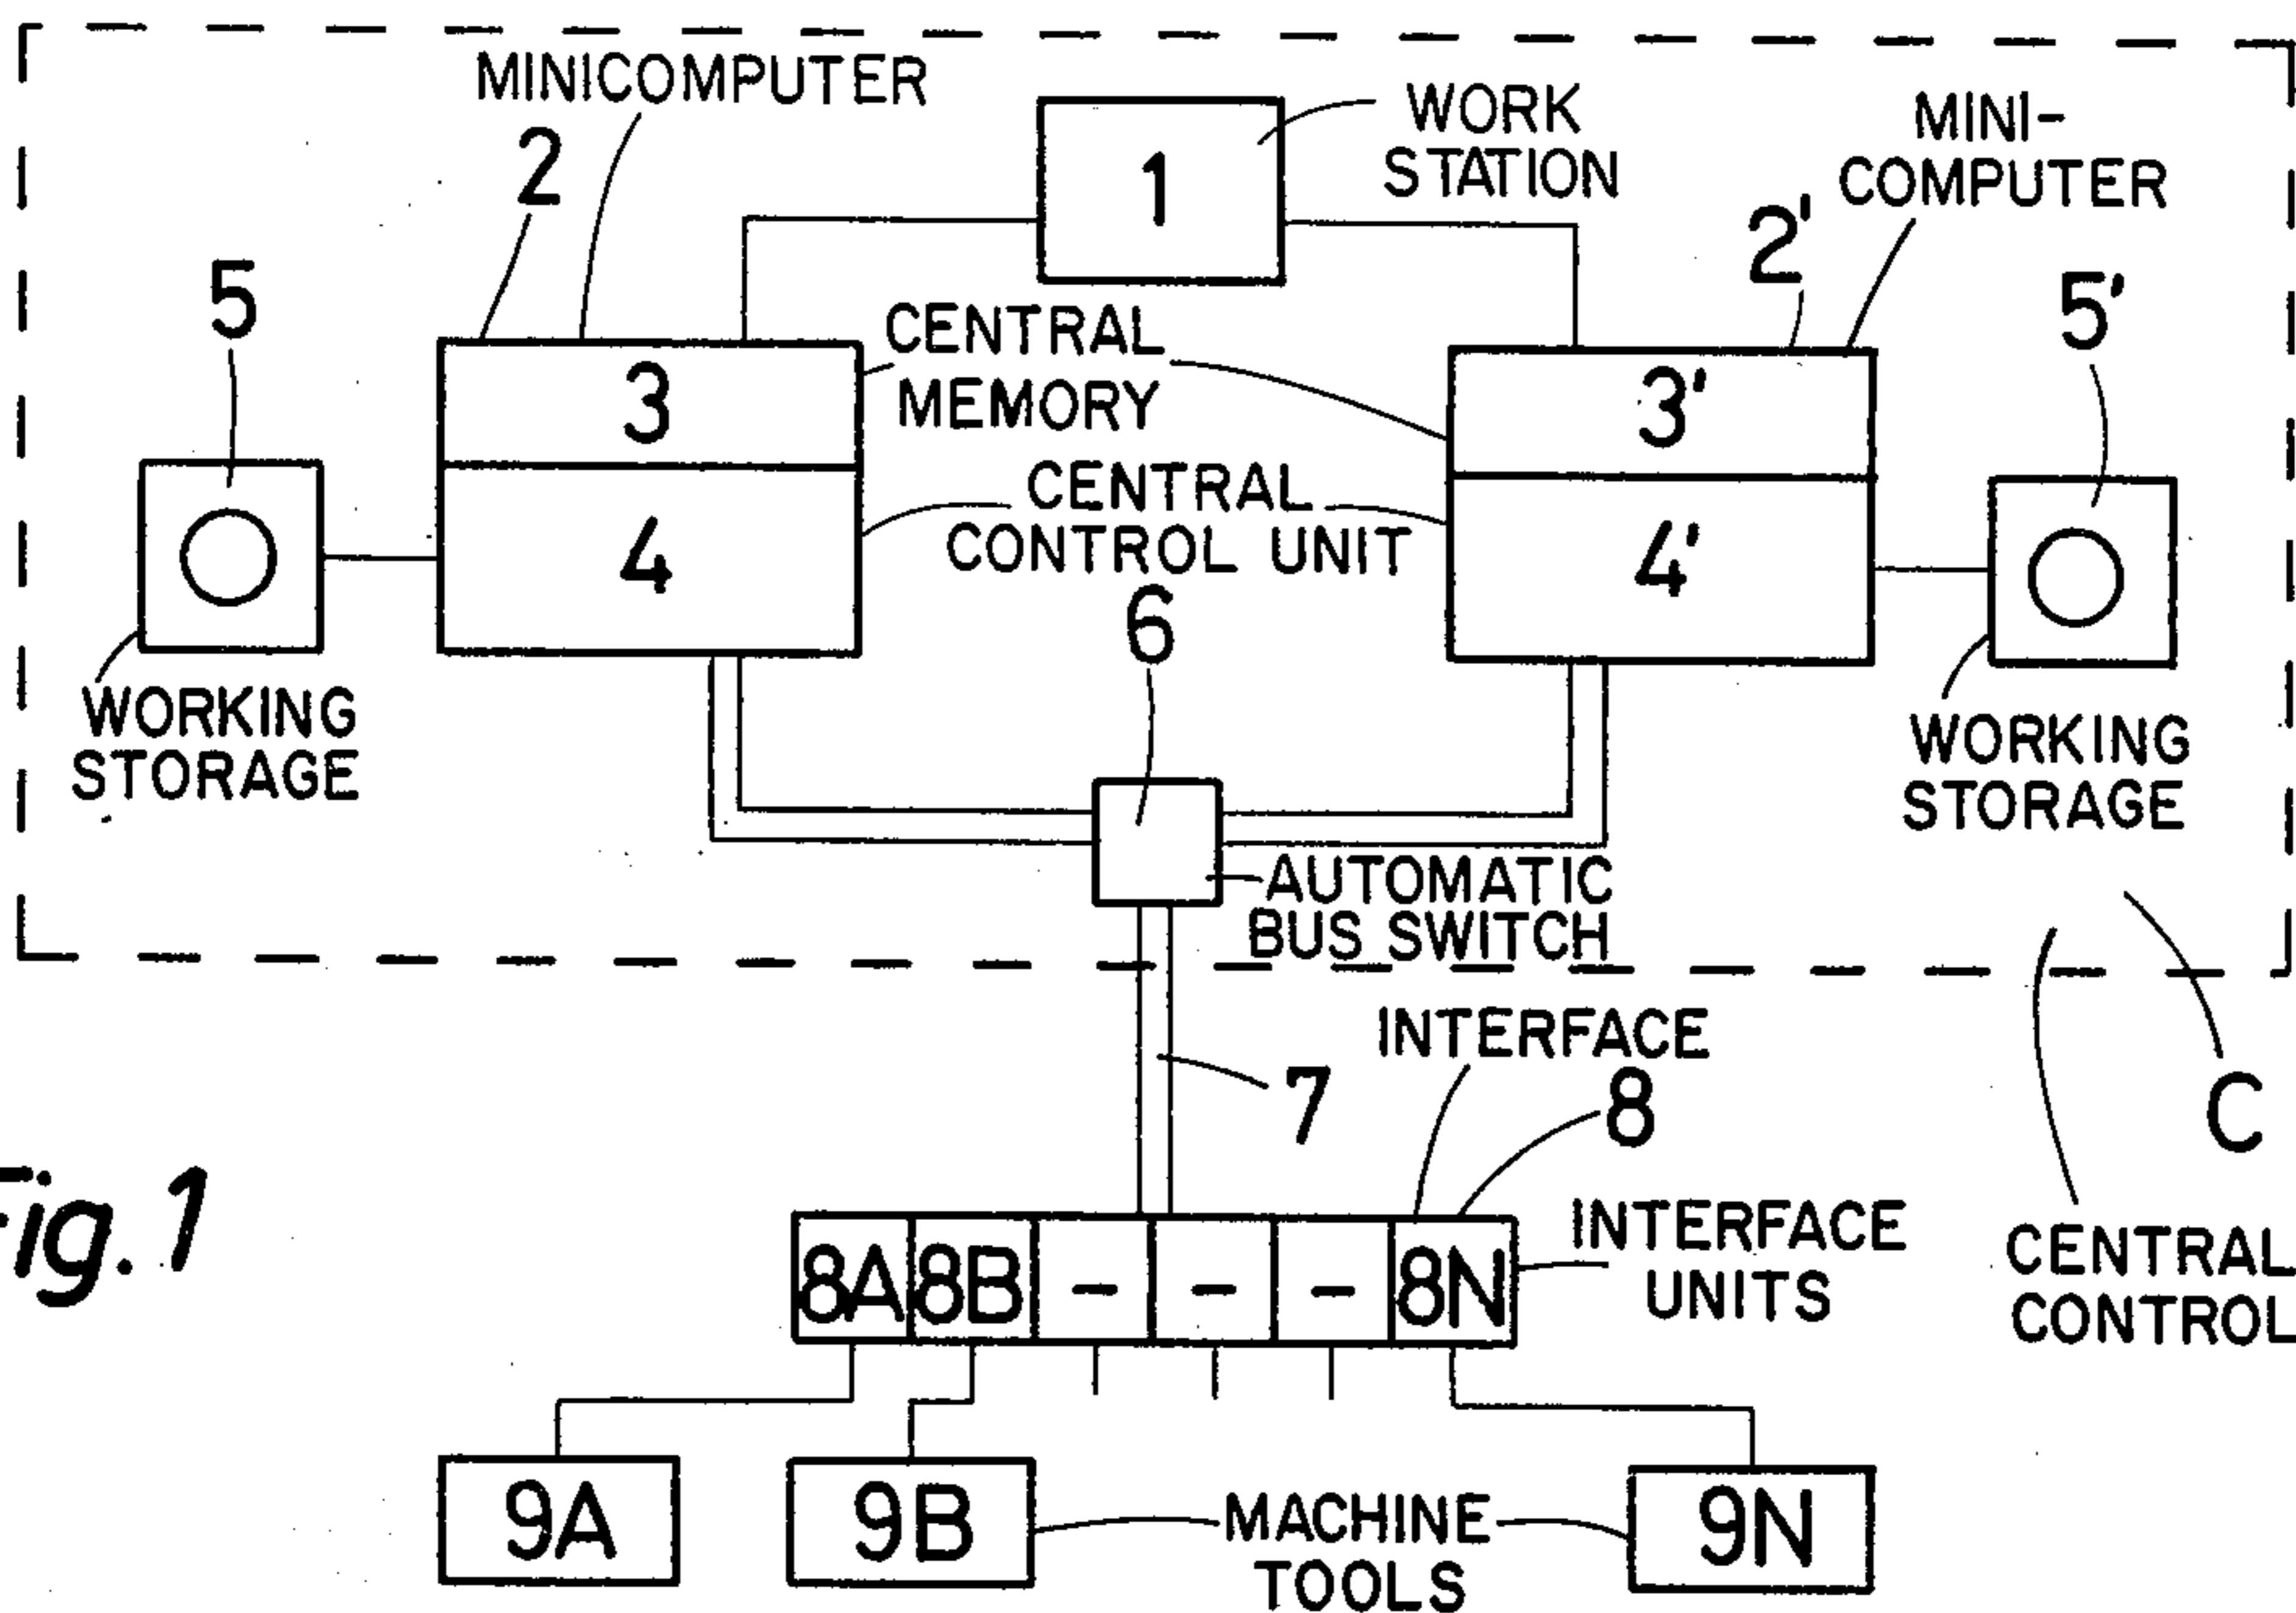 MINICOMPUTER
2
1
WORK
STATION
MINI-
COMPUTER
2'
5
5'
CENTRAL
MEMORY
3
3'
CENTRAL
CONTROL UNIT
4
4'
6
WORKING
STORAGE
WORKING
STORAGE
AUTOMATIC
BUS SWITCH
INTERFACE
7
8
C
Fig. 1
8A 8B - - - 8N
INTERFACE
UNITS
CENTRAL
CONTROL
9A
9B
MACHINE
TOOLS
9N